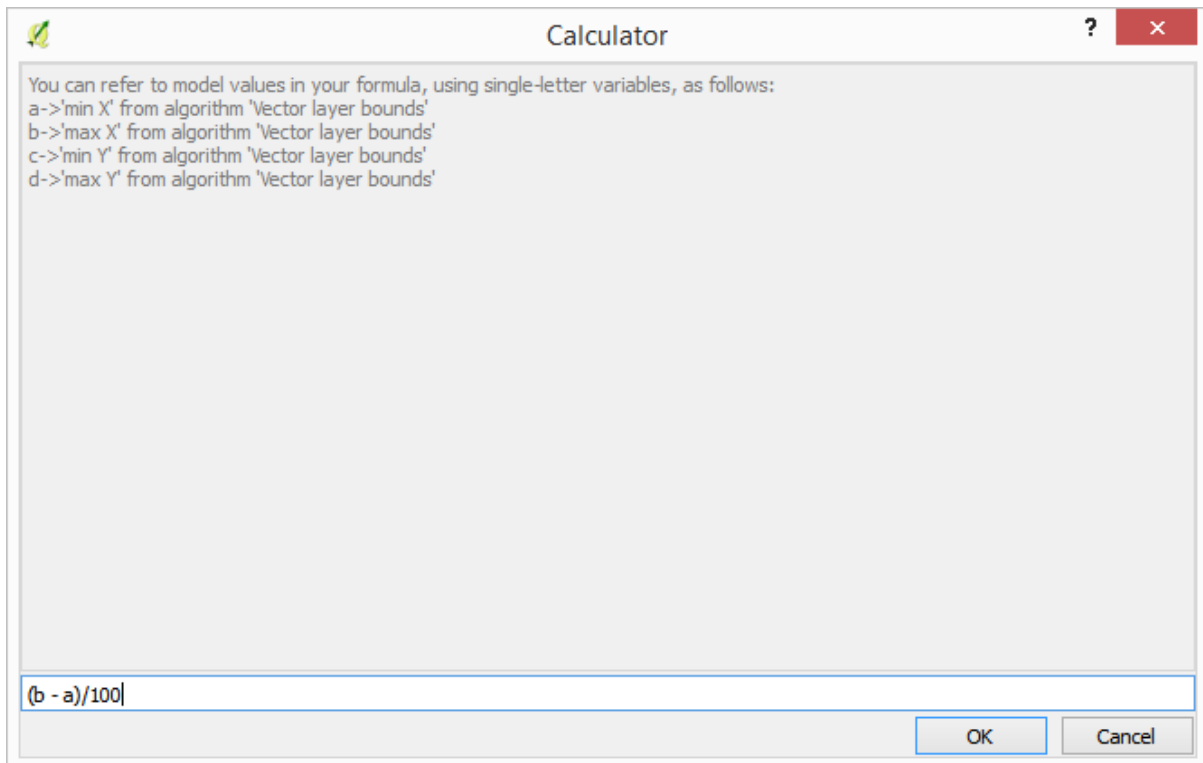 Calculator
?
You can refer to model values in your formula, using single-letter variables, as follows:
a->'min X' from algorithm 'Vector layer bounds'
b->'max X' from algorithm 'Vector layer bounds'
c->'min Y' from algorithm 'Vector layer bounds'
d->'max Y' from algorithm 'Vector layer bounds'
(b - a)/100
OK
Cancel